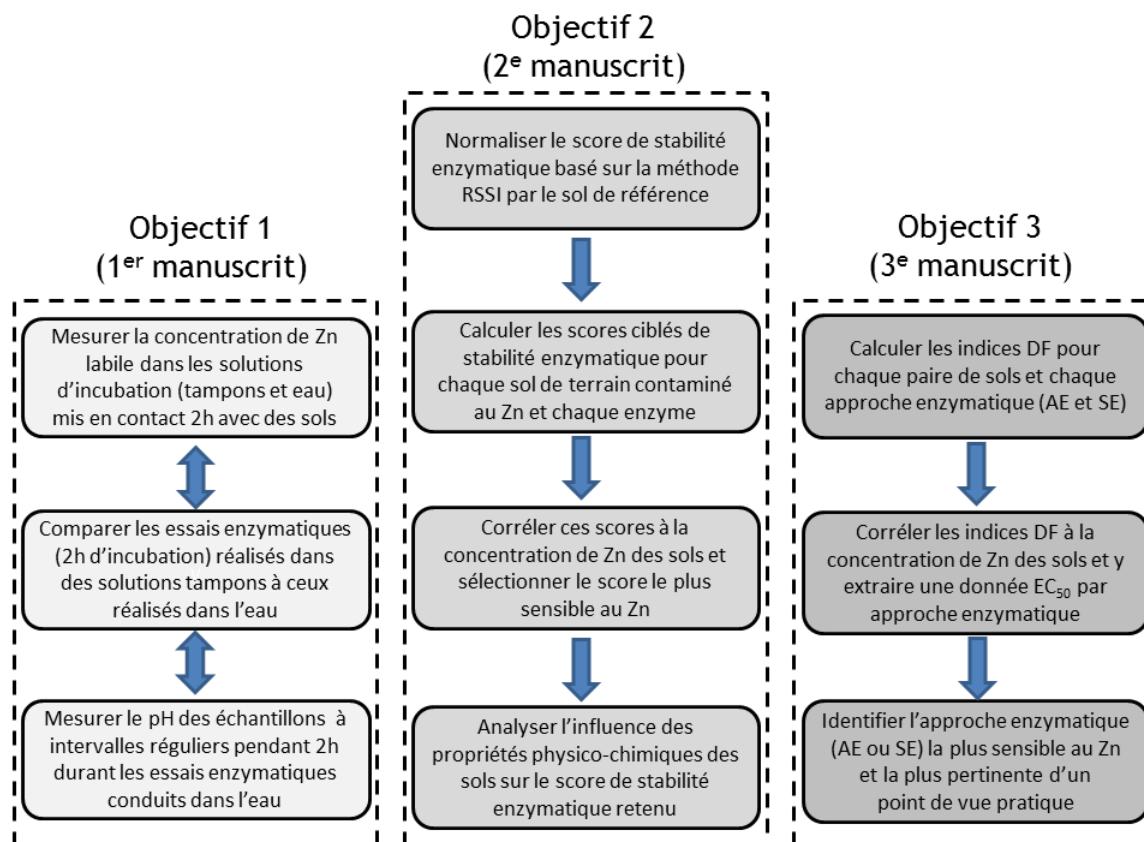 Objectif 1
(1er manuscrit)
Mesurer la concentration de Zn
labile dans les solutions
d'incubation (tampons et eau)
mis en contact 2h avec des sols
Comparer les essais enzymatiques
(2h d'incubation) réalisés dans
des solutions tampons à ceux
réalisés dans l'eau
Mesurer le pH des échantillons à
intervalles réguliers pendant 2h
durant les essais enzymatiques
conduits dans l'eau
Objectif 2
(2e manuscrit)
Normaliser le score de stabilité
enzymatique basé sur la méthode
RSSI par le sol de référence
Calculer les scores ciblés de
stabilité enzymatique pour
chaque sol de terrain contaminé
au Zn et chaque enzyme
Corréler ces scores à la
concentration de Zn des sols et
sélectionner le score le plus
sensible au Zn
Analyser l'influence des
propriétés physico-chimiques des
sols sur le score de stabilité
enzymatique retenu
Objectif 3
(3e manuscrit)
Calculer les indices DF pour
chaque paire de sols et chaque
approche enzymatique (AE et SE)
Corréler les indices DF à la
concentration de Zn des sols et y
extraire une donnée EC50 par
approche enzymatique
Identifier l'approche enzymatique
(AE ou SE) la plus sensible au Zn
et la plus pertinente d'un
point de vue pratique